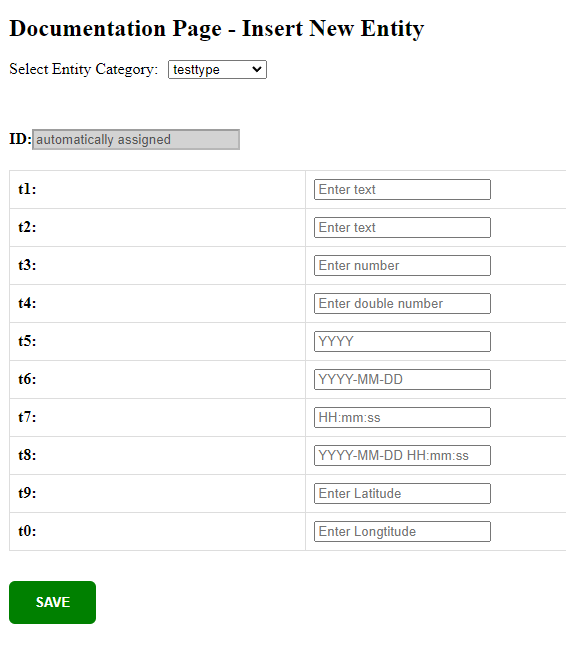 Documentation Page - Insert New Entity
Select Entity Category: testtype
ID: automatically assigned
t1: Enter text
t2: Enter text
t3: Enter number
t4: Enter double number
t5: YYYY
t6: YYYY-MM-DD
t7: HH:mm:ss
t8: YYYY-MM-DD HH:mm:ss
t9: Enter Latitude
t0: Enter Longtitude
SAVE